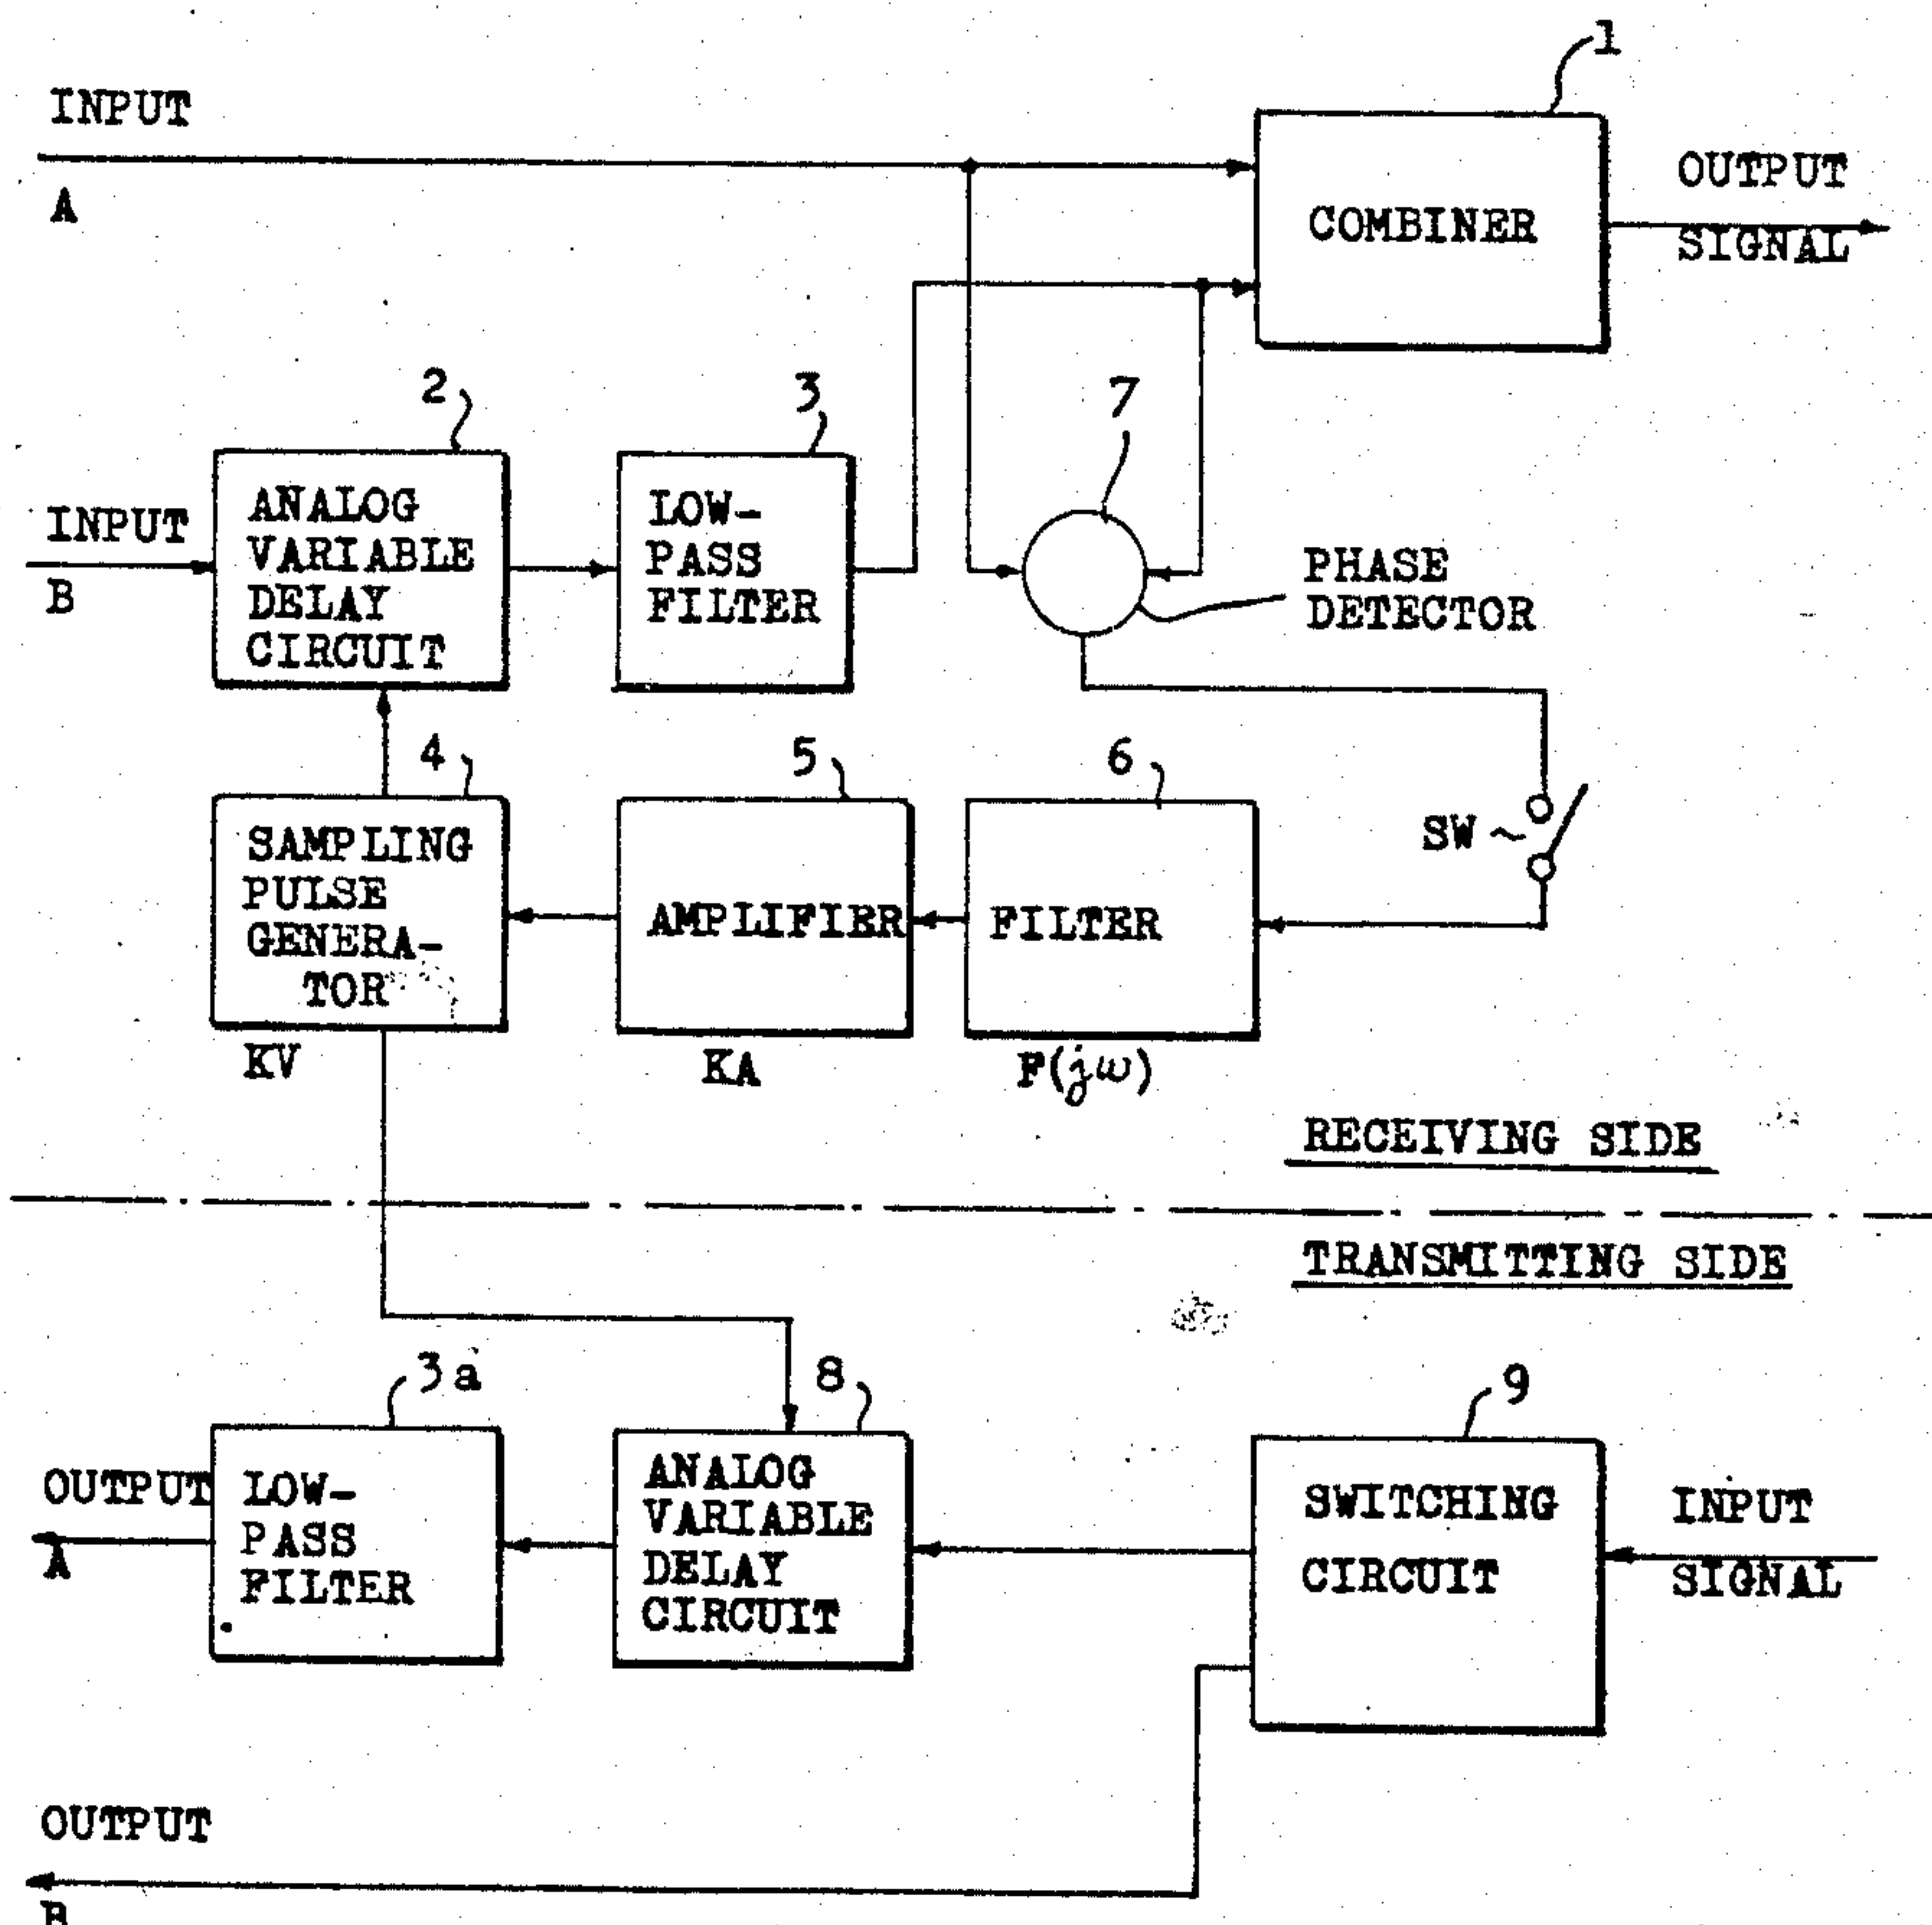 1
INPUT
A
COMBINER
OUTPUT
SIGNAL
2
3
7
INPUT
B
ANALOG
VARIABLE
DELAY
CIRCUIT
LOW-
PASS
FILTER
PHASE
DETECTOR
4
5
6
SW ~
SAMPLING
PULSE
GENERA-
TOR
AMPLIFIER
FILTER
KV
KA
F(jω)
RECEIVING SIDE
TRANSMITTING SIDE
3a
8
9
OUTPUT
A
LOW-
PASS
FILTER
ANALOG
VARIABLE
DELAY
CIRCUIT
SWITCHING
CIRCUIT
INPUT
SIGNAL
OUTPUT
B